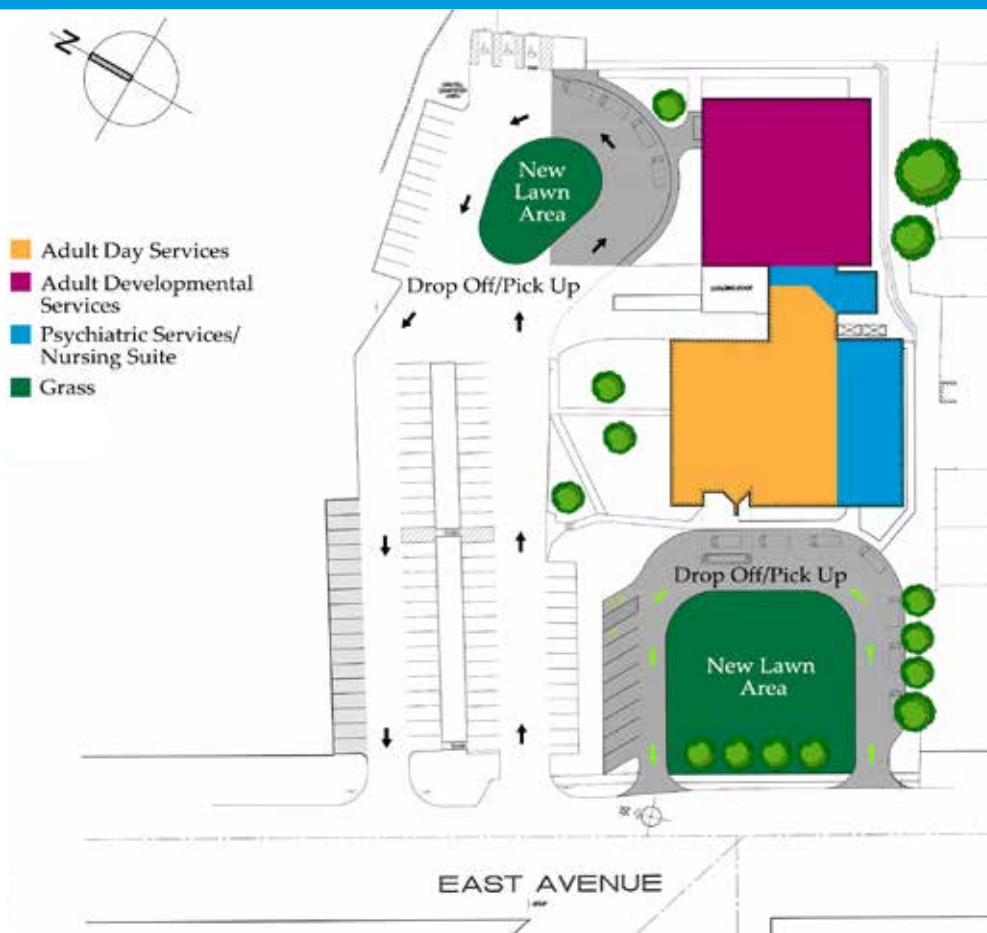 N
New
Lawn
Area
Adult Day Services
Adult Developmental
Services
Psychiatric Services/
Nursing Suite
Grass
Drop Off/Pick Up
Drop Off/Pick Up
New Lawn
Area
EAST AVENUE